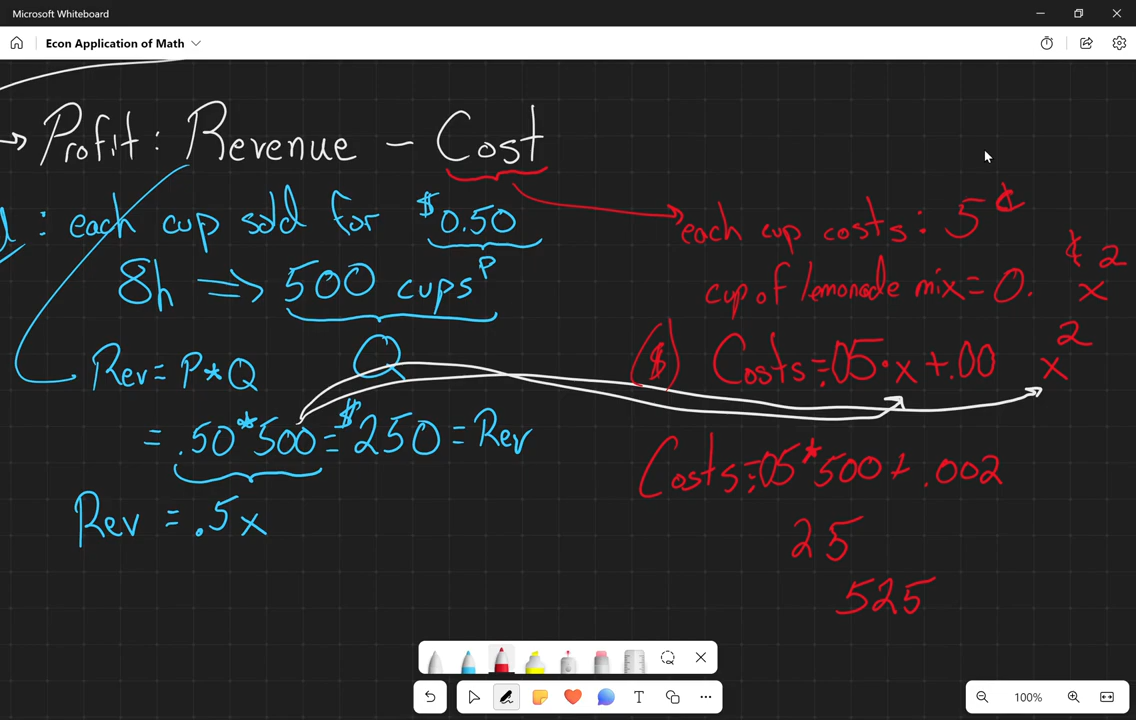 Microsoft Whiteboard
Econ Application of Math
Profit: Revenue - Cost
: each cup sold for $0.50
8h => 500 cups P
Rev = P*Q Q
= .50*500 = $250 = Rev
Rev = .5x
each cup costs: 5¢
cup of lemonade mix = 0. x¢2
($) Costs = .05·x + .00 x2
Costs = .05*500 + .002
25
525
T
100%